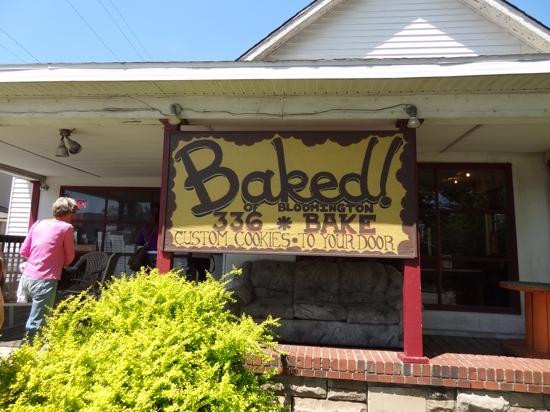 Baked!
OF BLOOMINGTON
336 * BAKE
CUSTOM COOKIES • TO YOUR DOOR